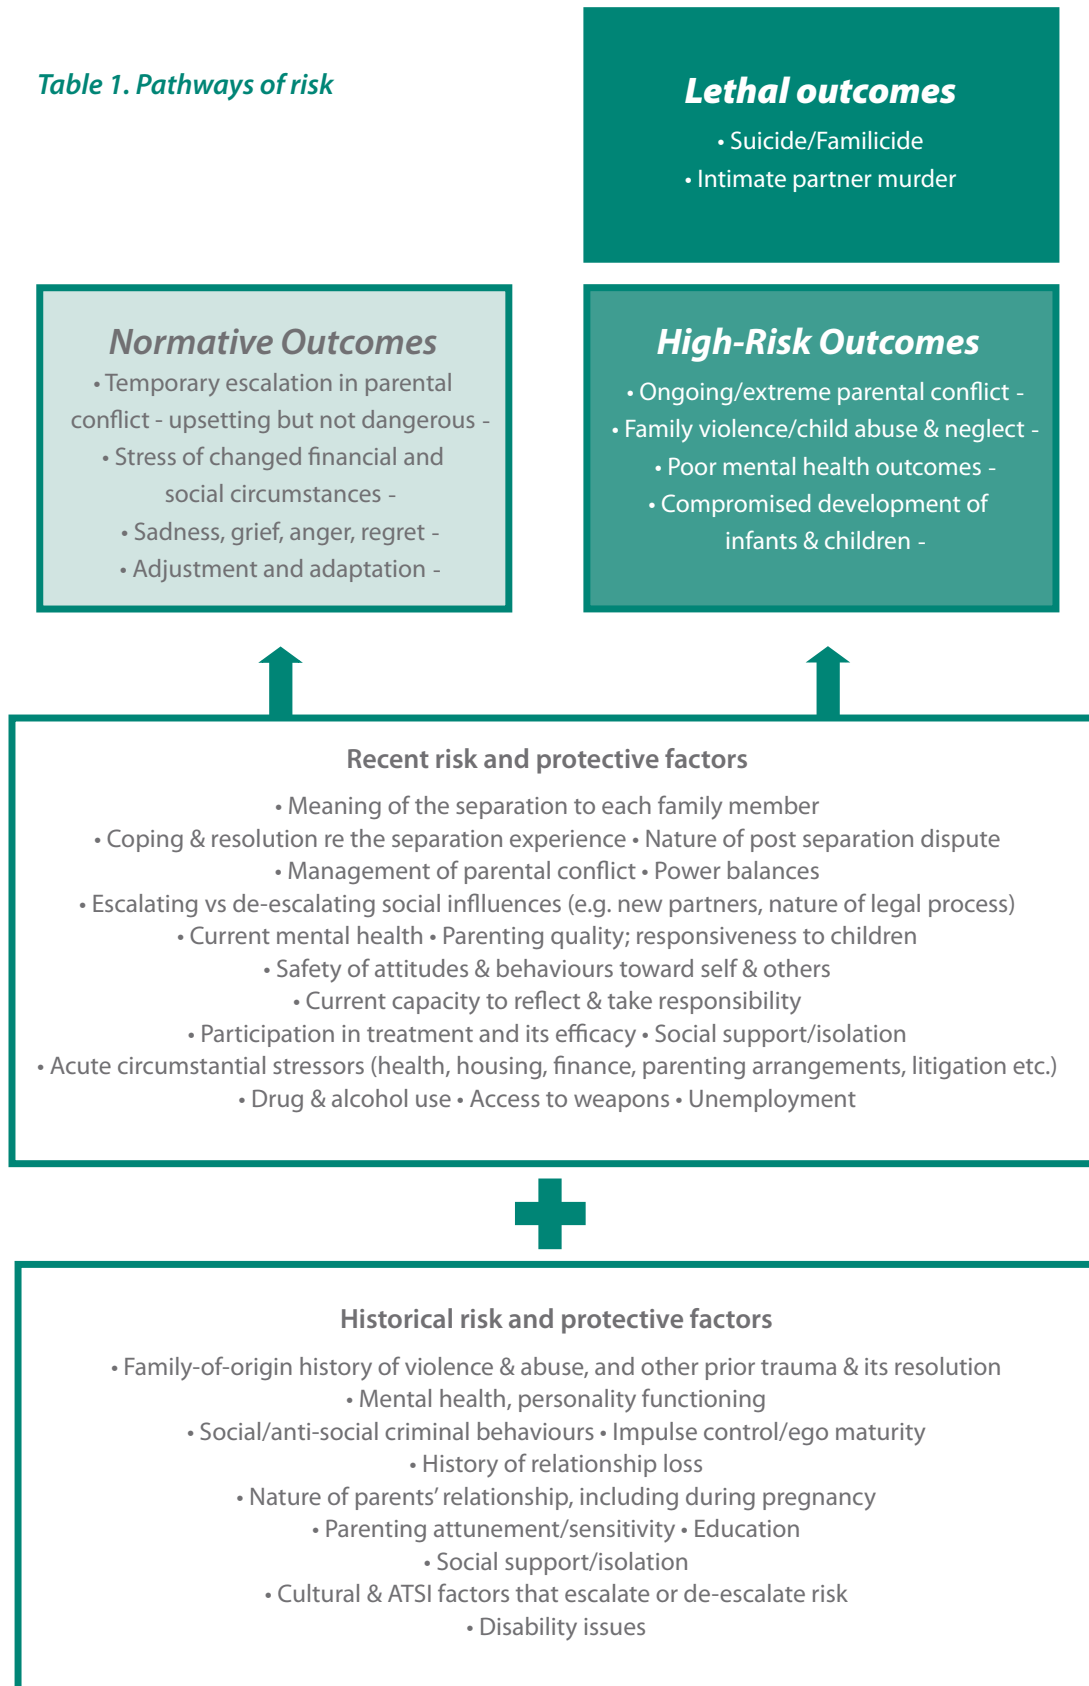 Table 1. Pathways of risk
Lethal outcomes
• Suicide/Familicide
• Intimate partner murder
Normative Outcomes
• Temporary escalation in parental
conflict - upsetting but not dangerous -
• Stress of changed financial and
social circumstances -
• Sadness, grief, anger, regret -
• Adjustment and adaptation -
High-Risk Outcomes
• Ongoing/extreme parental conflict -
• Family violence/child abuse & neglect -
• Poor mental health outcomes -
• Compromised development of
infants & children -
Recent risk and protective factors
• Meaning of the separation to each family member
• Coping & resolution re the separation experience • Nature of post separation dispute
• Management of parental conflict • Power balances
• Escalating vs de-escalating social inflluences (e.g. new partners, nature of legal process)
• Current mental health • Parenting quality; responsiveness to children
• Safety of attitudes & behaviours toward self & others
• Current capacity to reflect & take responsibility
• Participation in treatment and its efficacy • Social support/isolation
• Acute circumstantial stressors (health, housing, finance, parenting arrangements, litigation etc.)
• Drug & alcohol use • Access to weapons • Unemployment
Historical risk and protective factors
• Family-of-origin history of violence & abuse, and other prior trauma & its resolution
• Mental health, personality functioning
• Social/anti-social criminal behaviours • Impulse control/ego maturity
• History of relationship loss
• Nature of parents' relationship, including during pregnancy
• Parenting attunement/sensitivity • Education
• Social support/isolation
• Cultural & ATSI factors that escalate or de-escalate risk
• Disability issues